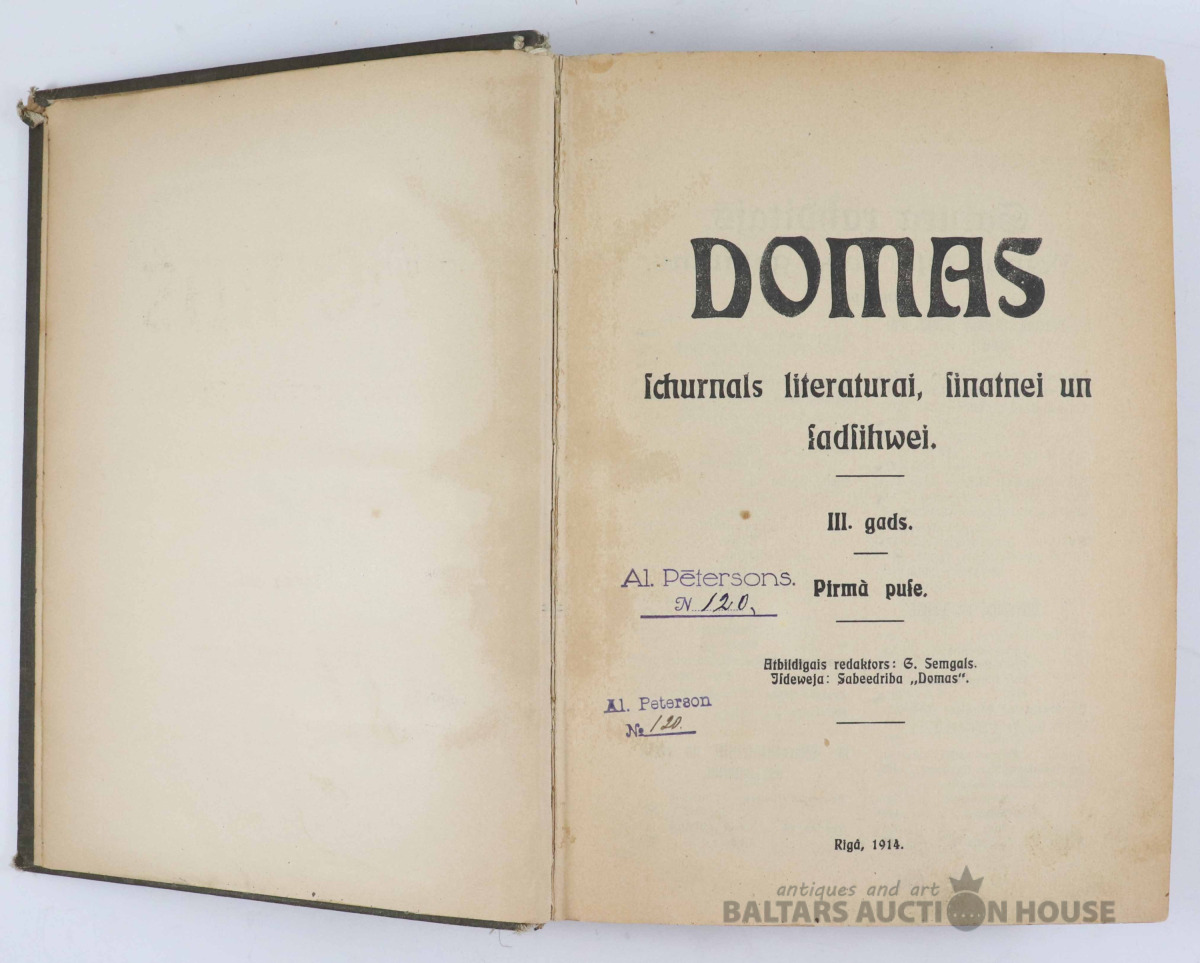 DOMAS
ſchurnals literaturai, ſinatnei un
ſadſihwei.
III. gads.
Al. Pētersons.
N 120,
Pirmà puſe.
Atbildigais redaktors: G. Semgals.
Iſdeweja: Sabeedriba „Domas“.
Al. Peterson
№ 120.
Rigâ, 1914.
antiques and art
BALTARS AUCTION HOUSE